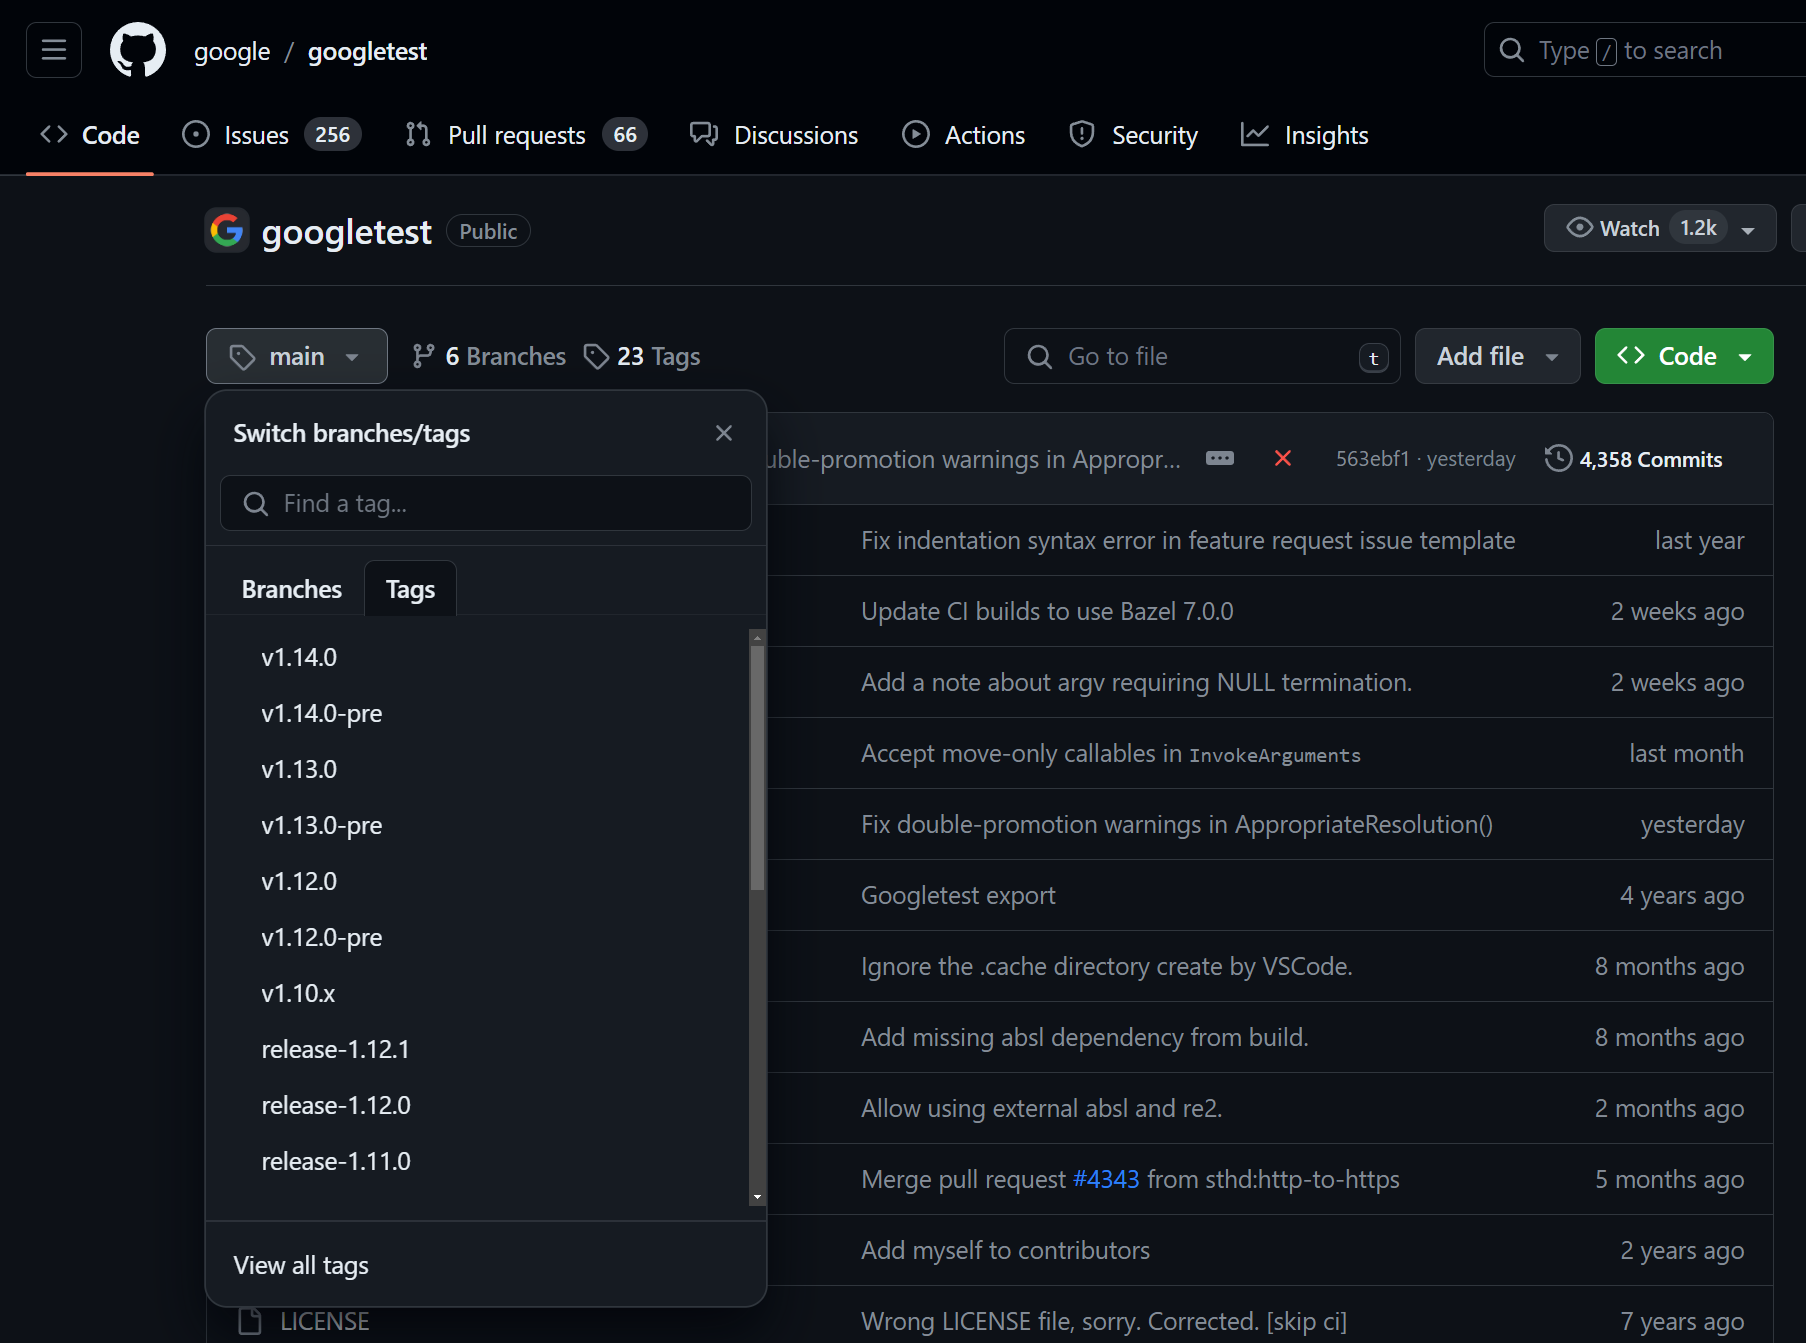 google / googletest
Type / to search
Code Issues 256 Pull requests 66 Discussions Actions Security Insights
googletest Public
Watch 1.2k
main 6 Branches 23 Tags
Go to file t
Add file
Code
Switch branches/tags
Find a tag...
Branches Tags
v1.14.0
v1.14.0-pre
v1.13.0
v1.13.0-pre
v1.12.0
v1.12.0-pre
v1.10.x
release-1.12.1
release-1.12.0
release-1.11.0
View all tags
uble-promotion warnings in Appropr... 563ebf1 · yesterday 4,358 Commits
Fix indentation syntax error in feature request issue template last year
Update CI builds to use Bazel 7.0.0 2 weeks ago
Add a note about argv requiring NULL termination. 2 weeks ago
Accept move-only callables in InvokeArguments last month
Fix double-promotion warnings in AppropriateResolution() yesterday
Googletest export 4 years ago
Ignore the .cache directory create by VSCode. 8 months ago
Add missing absl dependency from build. 8 months ago
Allow using external absl and re2. 2 months ago
Merge pull request #4343 from sthd:http-to-https 5 months ago
Add myself to contributors 2 years ago
LICENSE Wrong LICENSE file, sorry. Corrected. [skip ci] 7 years ago